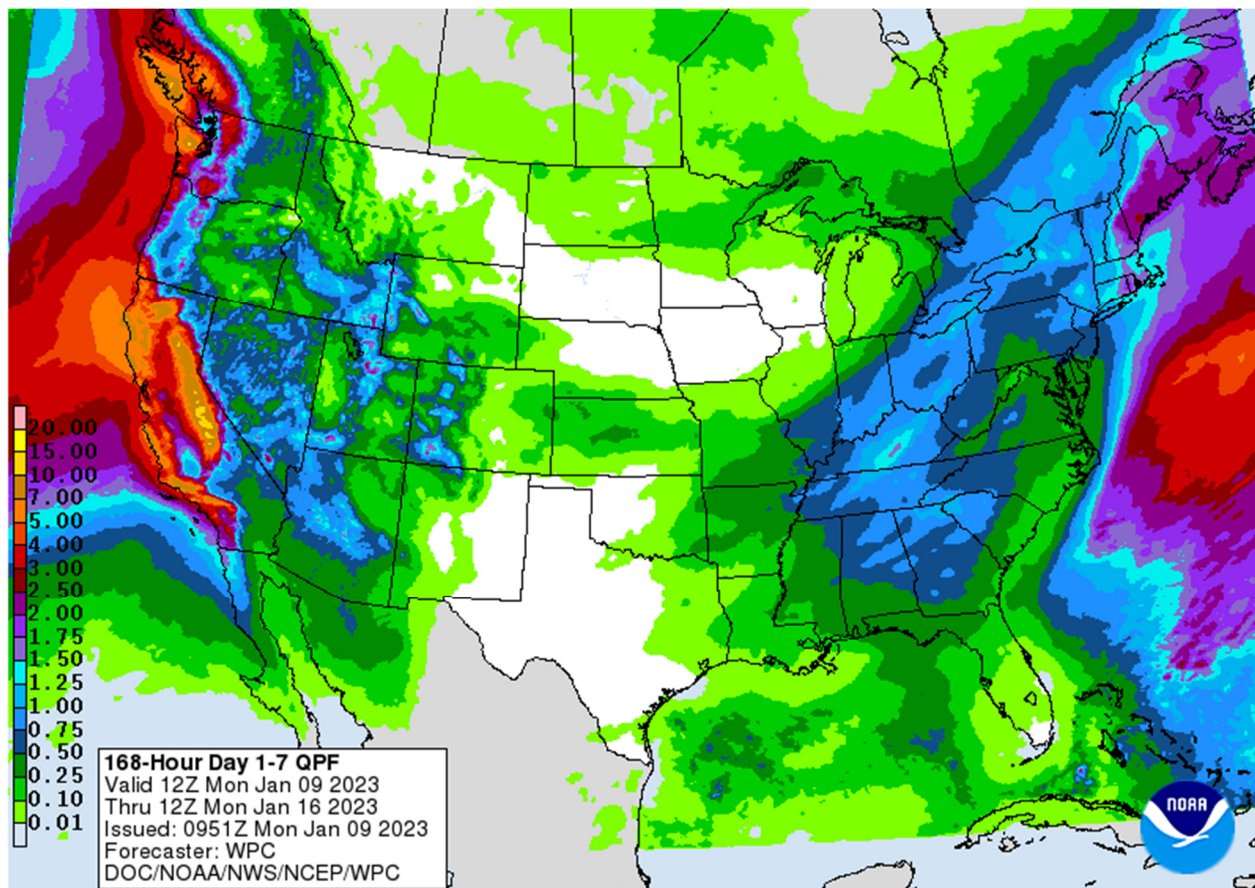 20.00
15.00
10.00
7.00
5.00
4.00
3.00
2.50
2.00
1.75
1.50
1.25
1.00
0.75
0.50
0.25
0.10
0.01
168-Hour Day 1-7 QPF
Valid 12Z Mon Jan 09 2023
Thru 12Z Mon Jan 16 2023
Issued: 0951Z Mon Jan 09 2023
Forecaster: WPC
DOC/NOAA/NWS/NCEP/WPC
NOAA